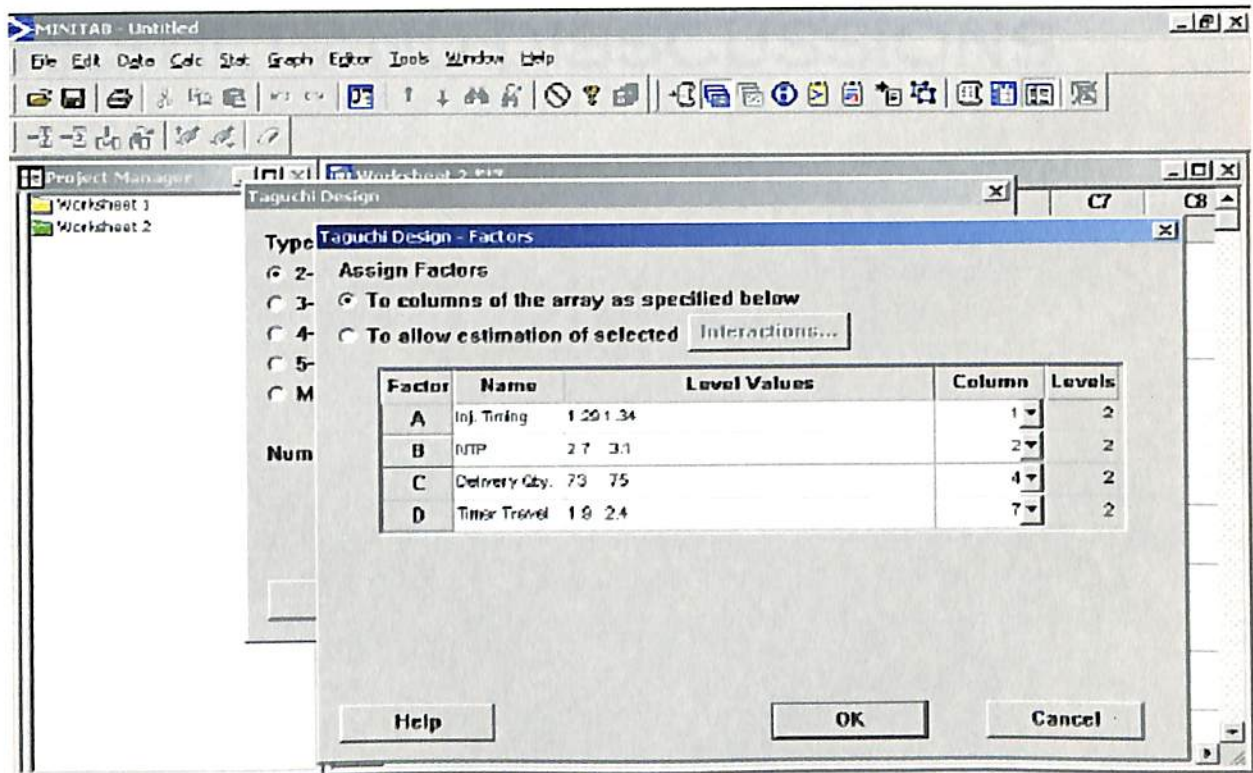 MINITAB - Untitled
File Edit Data Calc Stat Graph Editor Tools Window Help
Project Manager
Worksheet 1
Worksheet 2
Worksheet 2 ***
C7 C8
Taguchi Design
Type
2-
3-
4-
5-
M
Num
Taguchi Design - Factors
Assign Factors
To columns of the array as specified below
To allow estimation of selected Interactions...
Factor Name Level Values Column Levels
A Inj. Timing 1.29 1.34 1 2
B NTP 2.7 3.1 2 2
C Delivery Qty. 73 75 4 2
D Timer Travel 1.9 2.4 7 2
Help OK Cancel